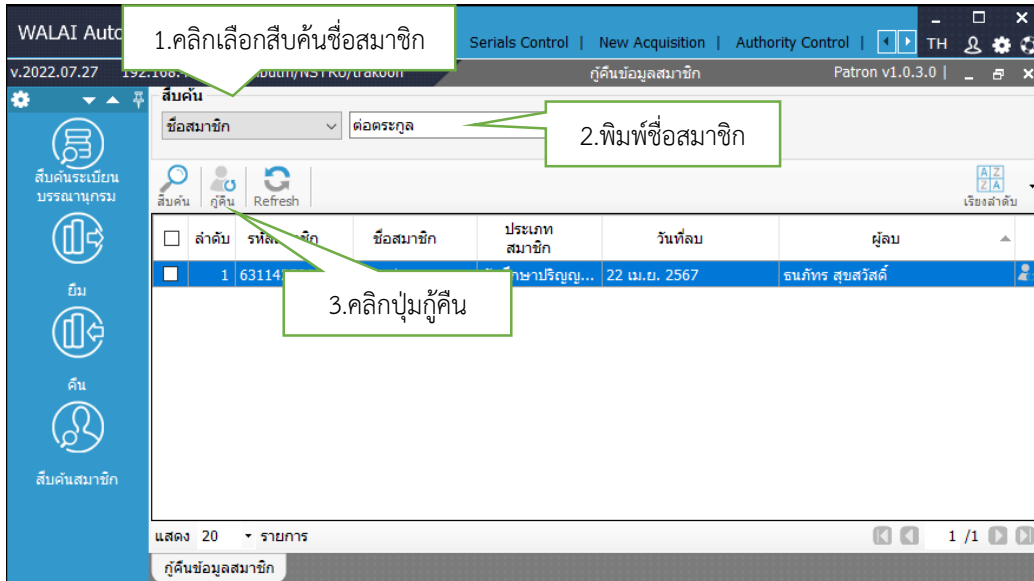 WALAI Auto
1.คลิกเลือกสืบค้นชื่อสมาชิก
Serials Control | New Acquisition | Authority Control |
TH
v.2022.07.27
กู้คืนข้อมูลสมาชิก
Patron v1.0.3.0 |
สืบค้น
ชื่อสมาชิก
ต่อตระกูล
2.พิมพ์ชื่อสมาชิก
สืบค้นระเบียน
บรรณานุกรม
สืบค้น
กู้คืน
Refresh
เรียงลำดับ
ลำดับ
ชื่อสมาชิก
ประเภท
สมาชิก
วันที่ลบ
ผู้ลบ
1
22 เม.ย. 2567
ธนภัทร สุขสวัสดิ์
3.คลิกปุ่มกู้คืน
ยืม
คืน
สืบค้นสมาชิก
แสดง 20 รายการ
1 /1
กู้คืนข้อมูลสมาชิก